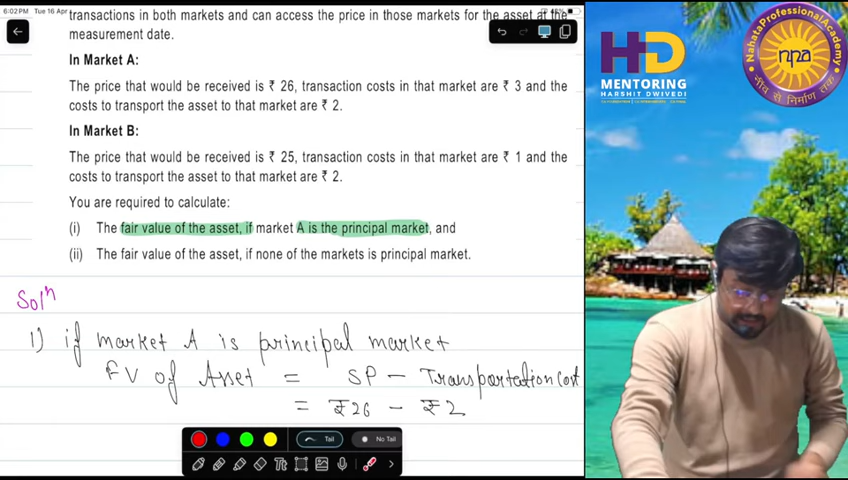 6:02PM Tue 16 Apr
transactions in both markets and can access the price in those markets for the asset at the
measurement date.
In Market A:
The price that would be received is ₹ 26, transaction costs in that market are ₹ 3 and the
costs to transport the asset to that market are ₹ 2.
In Market B:
The price that would be received is ₹ 25, transaction costs in that market are ₹ 1 and the
costs to transport the asset to that market are ₹ 2.
You are required to calculate:
(i) The fair value of the asset, if market A is the principal market, and
(ii) The fair value of the asset, if none of the markets is principal market.
Solⁿ
1) if market A is principal market
FV of Asset = SP - Transportation cost
= ₹26 - ₹2
Tail
No Tail
HD
MENTORING
HARSHIT DWIVEDI
Nahata Professional Academy
npa
नींव से निर्माण तक